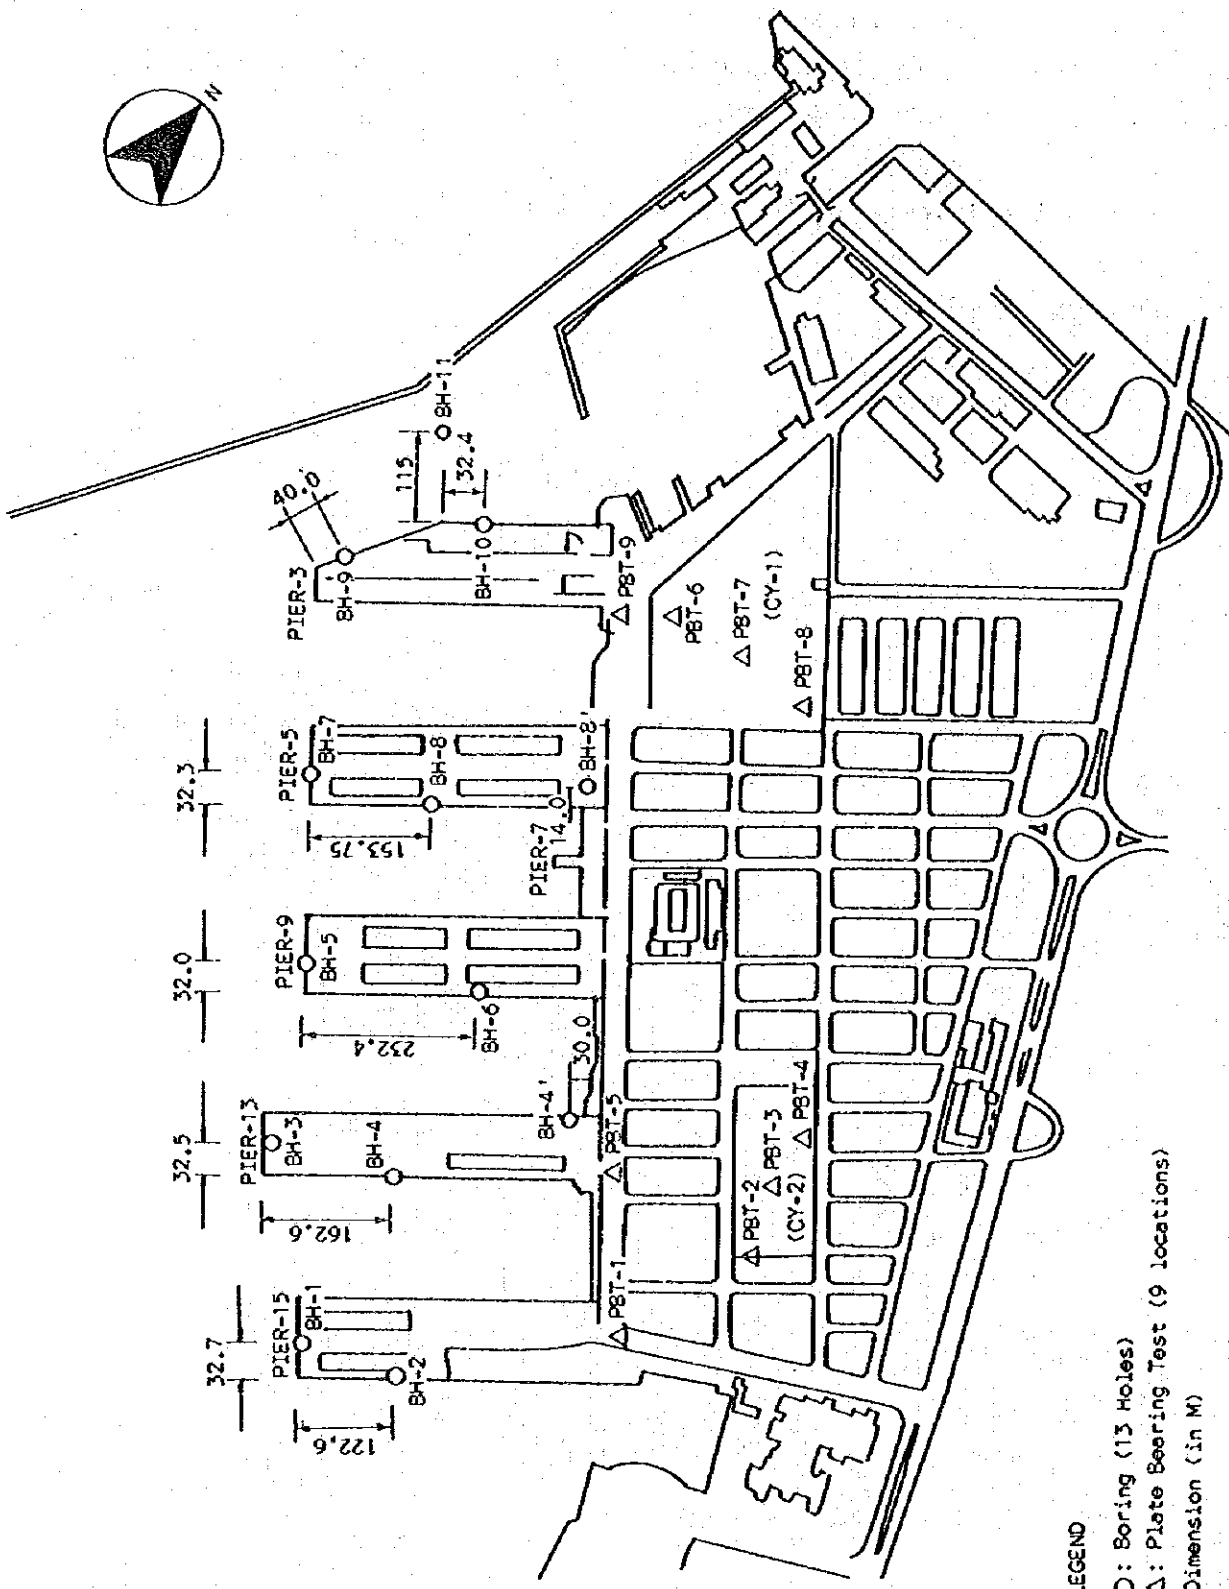 N
PIER-15
BH-1
BH-2
32.7
122.6
PIER-13
BH-3
BH-4
BH-4'
32.5
162.6
30.0
PIER-9
BH-5
BH-6
32.0
232.4
PIER-7
14.0
PIER-5
BH-7
BH-8
BH-8'
32.3
153.75
PIER-3
BH-9
BH-10
BH-11
40.0
115
32.4
PBT-1
PBT-5
PBT-2
PBT-3
(CY-2)
PBT-4
PBT-9
PBT-6
PBT-7
(CY-1)
PBT-8
EGEND
: Boring (13 Holes)
△: Plate Bearing Test (9 locations)
Dimension (in M)